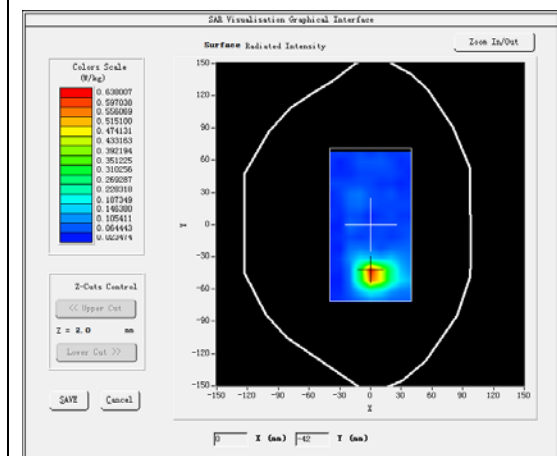 SAR Visualisation Graphical Interface
Surface Radiated Intensity
Zoom In/Out
Colors Scale
(W/kg)
0.638007
0.597038
0.556069
0.515100
0.474131
0.433163
0.392194
0.351225
0.310256
0.269287
0.228318
0.187349
0.146380
0.105411
0.064443
0.023474
Z-Cuts Control
<< Upper Cut
Z = 2.0 mm
Lower Cut >>
SAVE Cancel
150
120
90
60
30
0
-30
-60
-90
-120
-150
Y
-150 -120 -90 -60 -30 0 30 60 90 120 150
X
0 X (mm) -42 Y (mm)